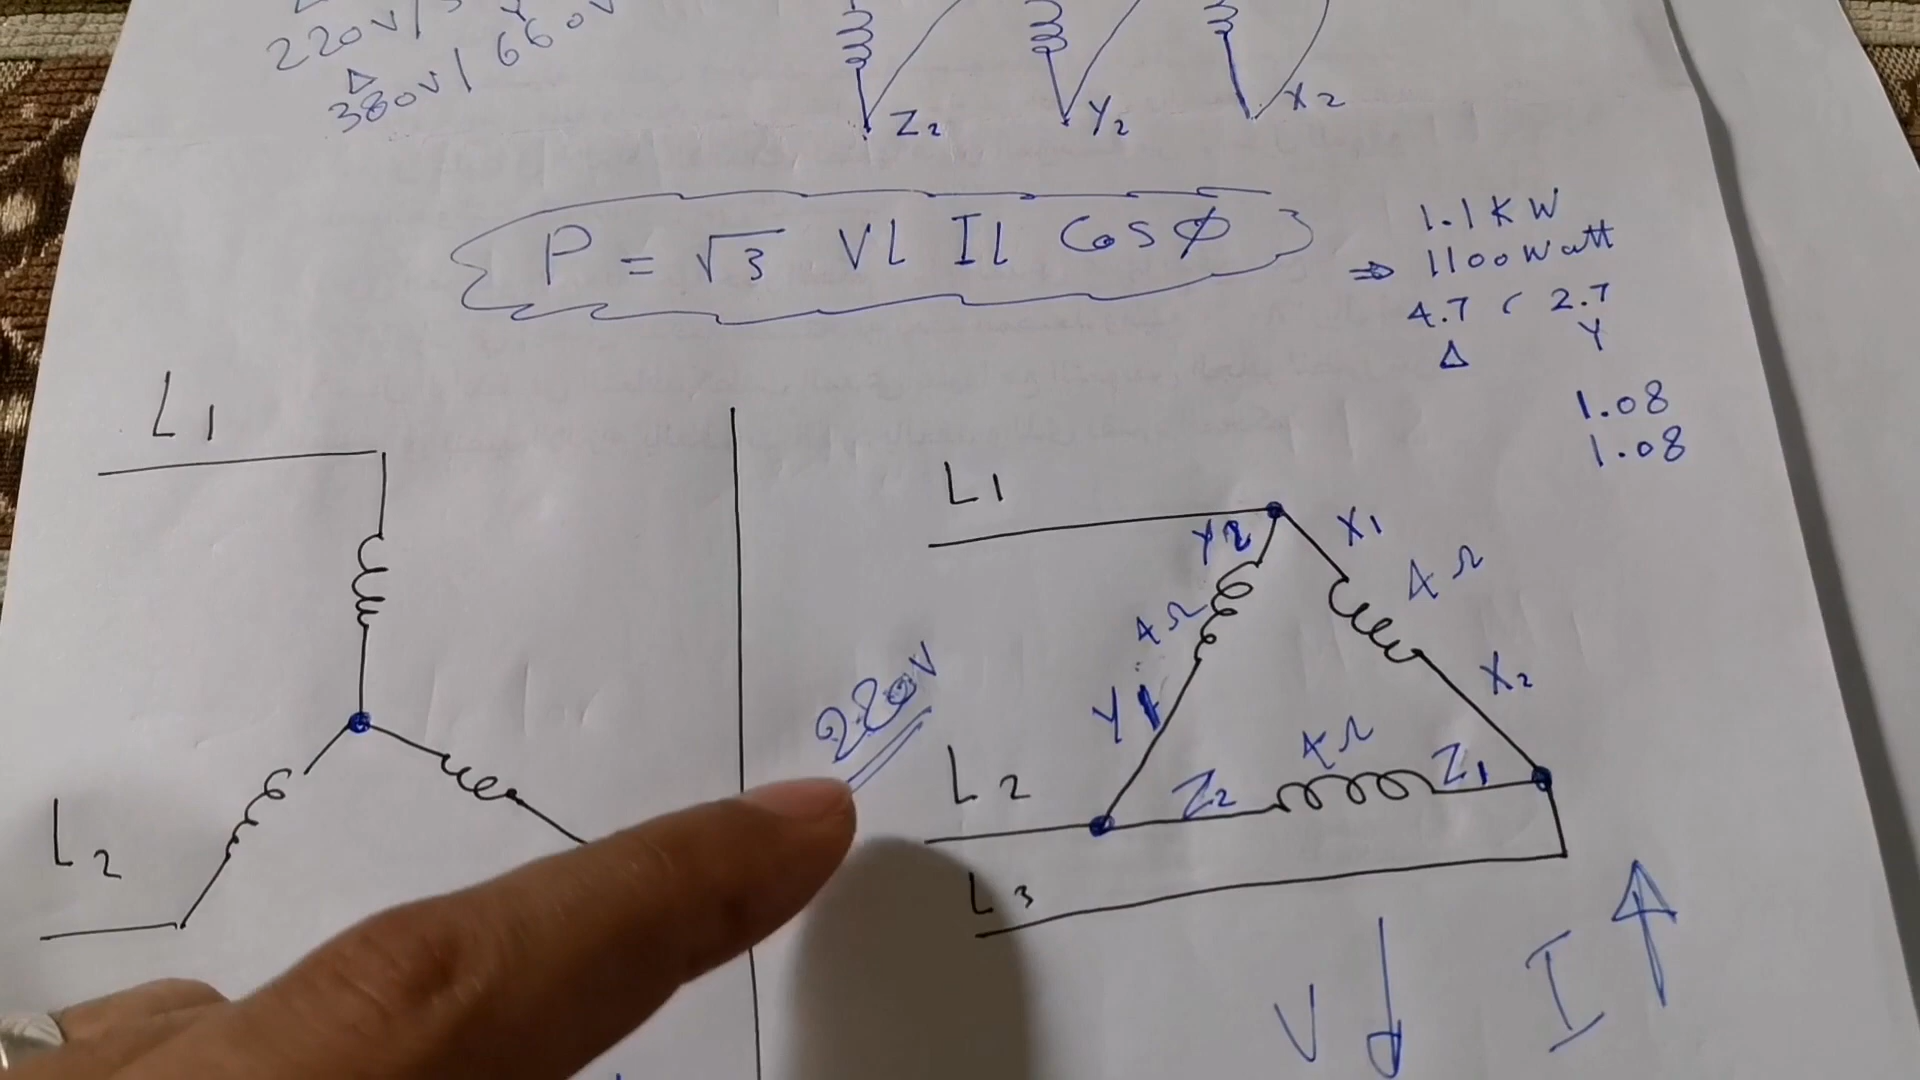 220V/
Y
Δ
380V/660V
Z2
Y2
X2
P = √3 VL IL Cos φ
1.1 KW
⇒ 1100 watt
4.7 ( 2.7
Δ Y
1.08
1.08
L1
L2
L1
Y2
X1
4Ω
4Ω
Y1
X2
220V
4Ω
L2
Z2
Z1
L3
V ↓ I ↑